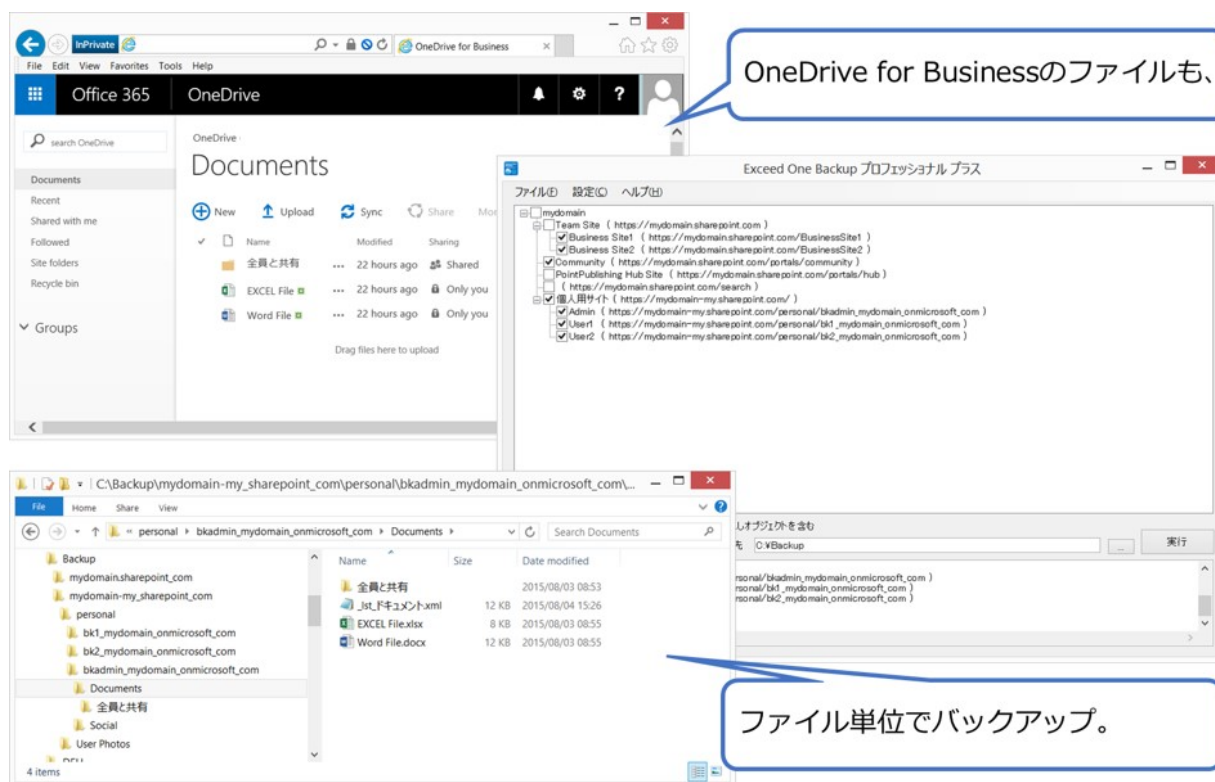 InPrivate
OneDrive for Business
File Edit View Favorites Tools Help
Office 365 OneDrive ?
search OneDrive
Documents
Recent
Shared with me
Followed
Site folders
Recycle bin
Groups
OneDrive
Documents
New Upload Sync Share
Name Modified Sharing
全員と共有 ... 22 hours ago Shared
EXCEL File ... 22 hours ago Only you
Word File ... 22 hours ago Only you
Drag files here to upload
OneDrive for Businessのファイルも、
Exceed One Backup プロフェッショナル プラス
ファイル(F) 設定(C) ヘルプ(H)
mydomain
Team Site ( https://mydomain.sharepoint.com )
Business Site1 ( https://mydomain.sharepoint.com/BusinessSite1 )
Business Site2 ( https://mydomain.sharepoint.com/BusinessSite2 )
Community ( https://mydomain.sharepoint.com/portals/community )
PointPublishing Hub Site ( https://mydomain.sharepoint.com/portals/hub )
( https://mydomain.sharepoint.com/search )
個人用サイト ( https://mydomain-my.sharepoint.com/ )
Admin ( https://mydomain-my.sharepoint.com/personal/bkadmin_mydomain_onmicrosoft_com )
User1 ( https://mydomain-my.sharepoint.com/personal/bk1_mydomain_onmicrosoft_com )
User2 ( https://mydomain-my.sharepoint.com/personal/bk2_mydomain_onmicrosoft_com )
オブジェクトを含む
先 C:¥Backup ... 実行
rsonal/bkadmin_mydomain_onmicrosoft_com )
rsonal/bk1_mydomain_onmicrosoft_com )
rsonal/bk2_mydomain_onmicrosoft_com )
C:\Backup\mydomain-my_sharepoint_com\personal\bkadmin_mydomain_onmicrosoft_com\...
File Home Share View
« personal ▸ bkadmin_mydomain_onmicrosoft_com ▸ Documents ▸ Search Documents
Backup
mydomain.sharepoint_com
mydomain-my_sharepoint_com
personal
bk1_mydomain_onmicrosoft_com
bk2_mydomain_onmicrosoft_com
bkadmin_mydomain_onmicrosoft_com
Documents
全員と共有
Social
User Photos
Name Size Date modified
全員と共有 2015/08/03 08:53
_lst_ドキュメント.xml 12 KB 2015/08/04 15:26
EXCEL File.xlsx 8 KB 2015/08/03 08:55
Word File.docx 12 KB 2015/08/03 08:55
4 items
ファイル単位でバックアップ。